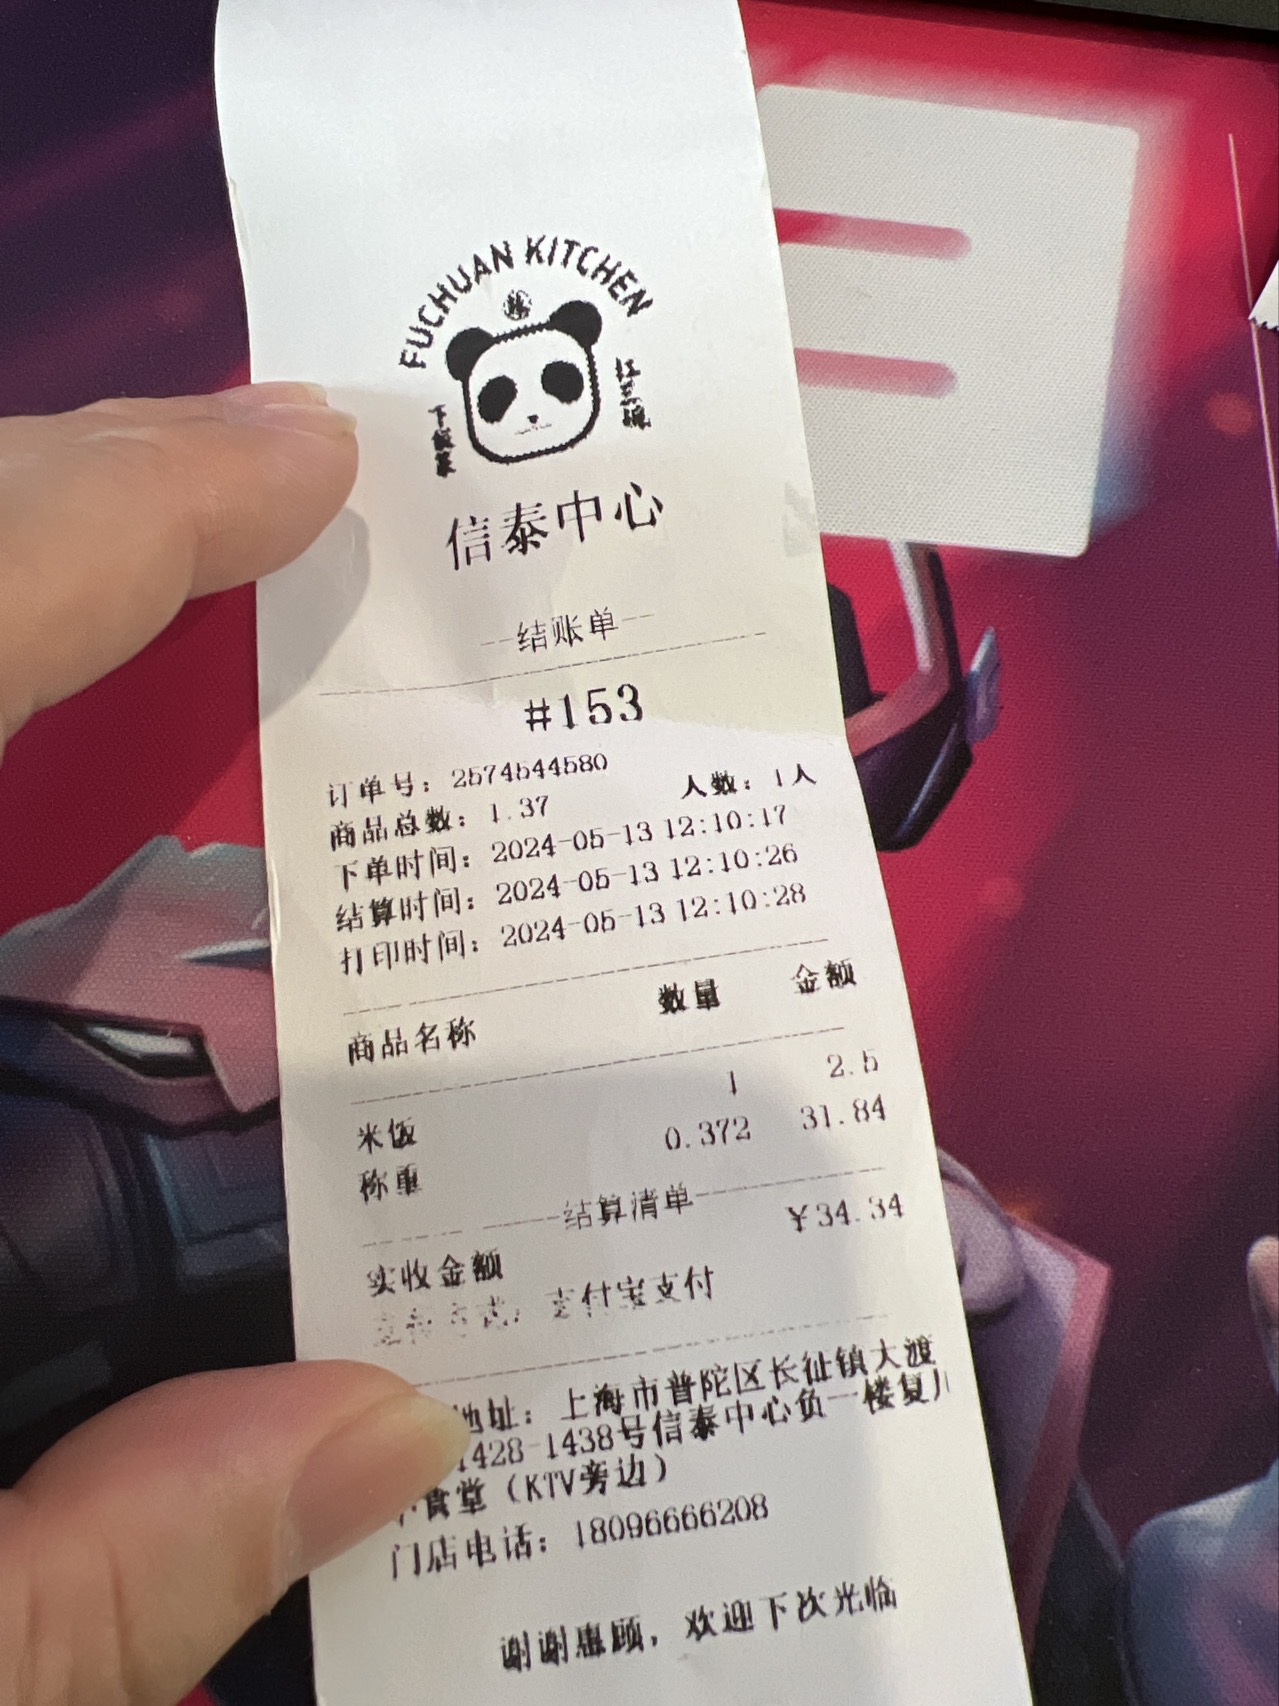 FUCHUAN KITCHEN
下饭菜
江三碗
信泰中心
结账单
#153
订单号: 2574544580
商品总数: 1.37 人数: 1人
下单时间: 2024-05-13 12:10:17
结算时间: 2024-05-13 12:10:26
打印时间: 2024-05-13 12:10:28
商品名称 数量 金额
米饭 1 2.5
称重 0.372 31.84
结算清单
实收金额 ¥34.34
支付方式: 支付宝支付
地址: 上海市普陀区长征镇大渡
1428-1438号信泰中心负一楼复川
食堂(KTV旁边)
门店电话: 18096666208
谢谢惠顾, 欢迎下次光临